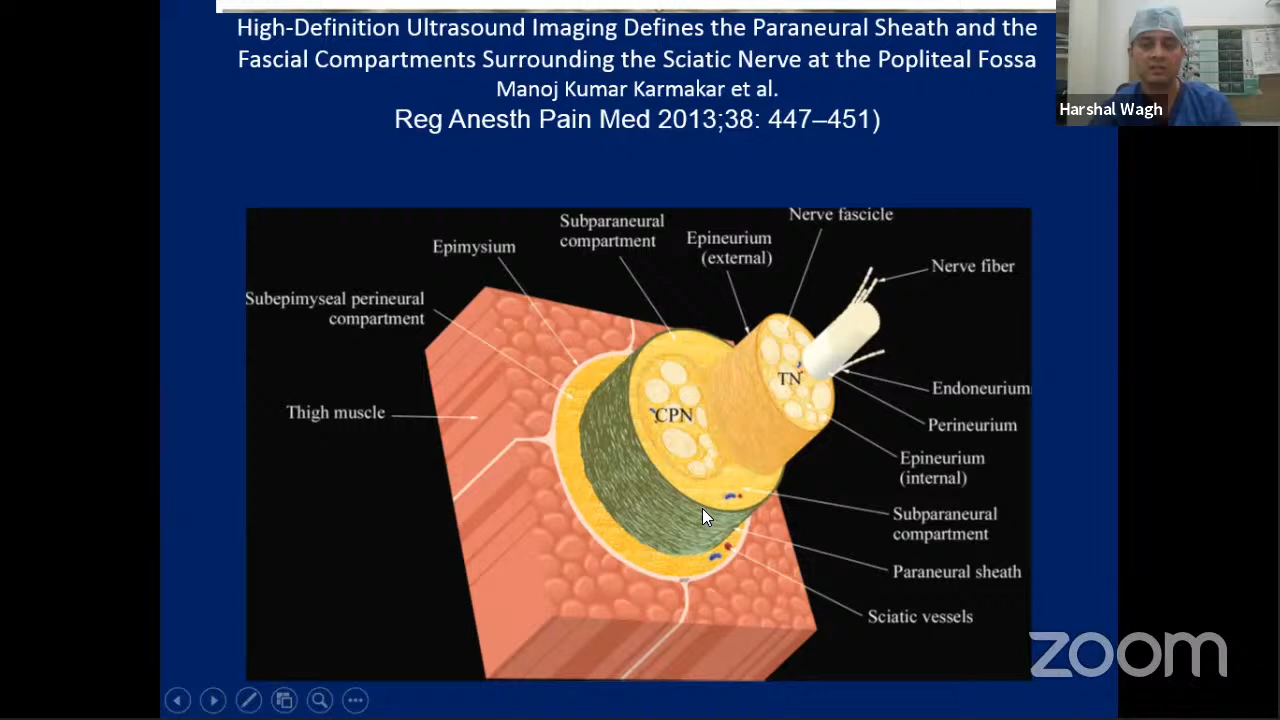 High-Definition Ultrasound Imaging Defines the Paraneural Sheath and the
Fascial Compartments Surrounding the Sciatic Nerve at the Popliteal Fossa
Manoj Kumar Karmakar et al.
Reg Anesth Pain Med 2013;38: 447–451)
Harshal Wagh
Nerve fascicle
Subparaneural
compartment
Epineurium
(external)
Epimysium
Nerve fiber
Subepimyseal perineural
compartment
TN
Endoneurium
Thigh muscle
CPN
Perineurium
Epineurium
(internal)
Subparaneural
compartment
Paraneural sheath
Sciatic vessels
zoom